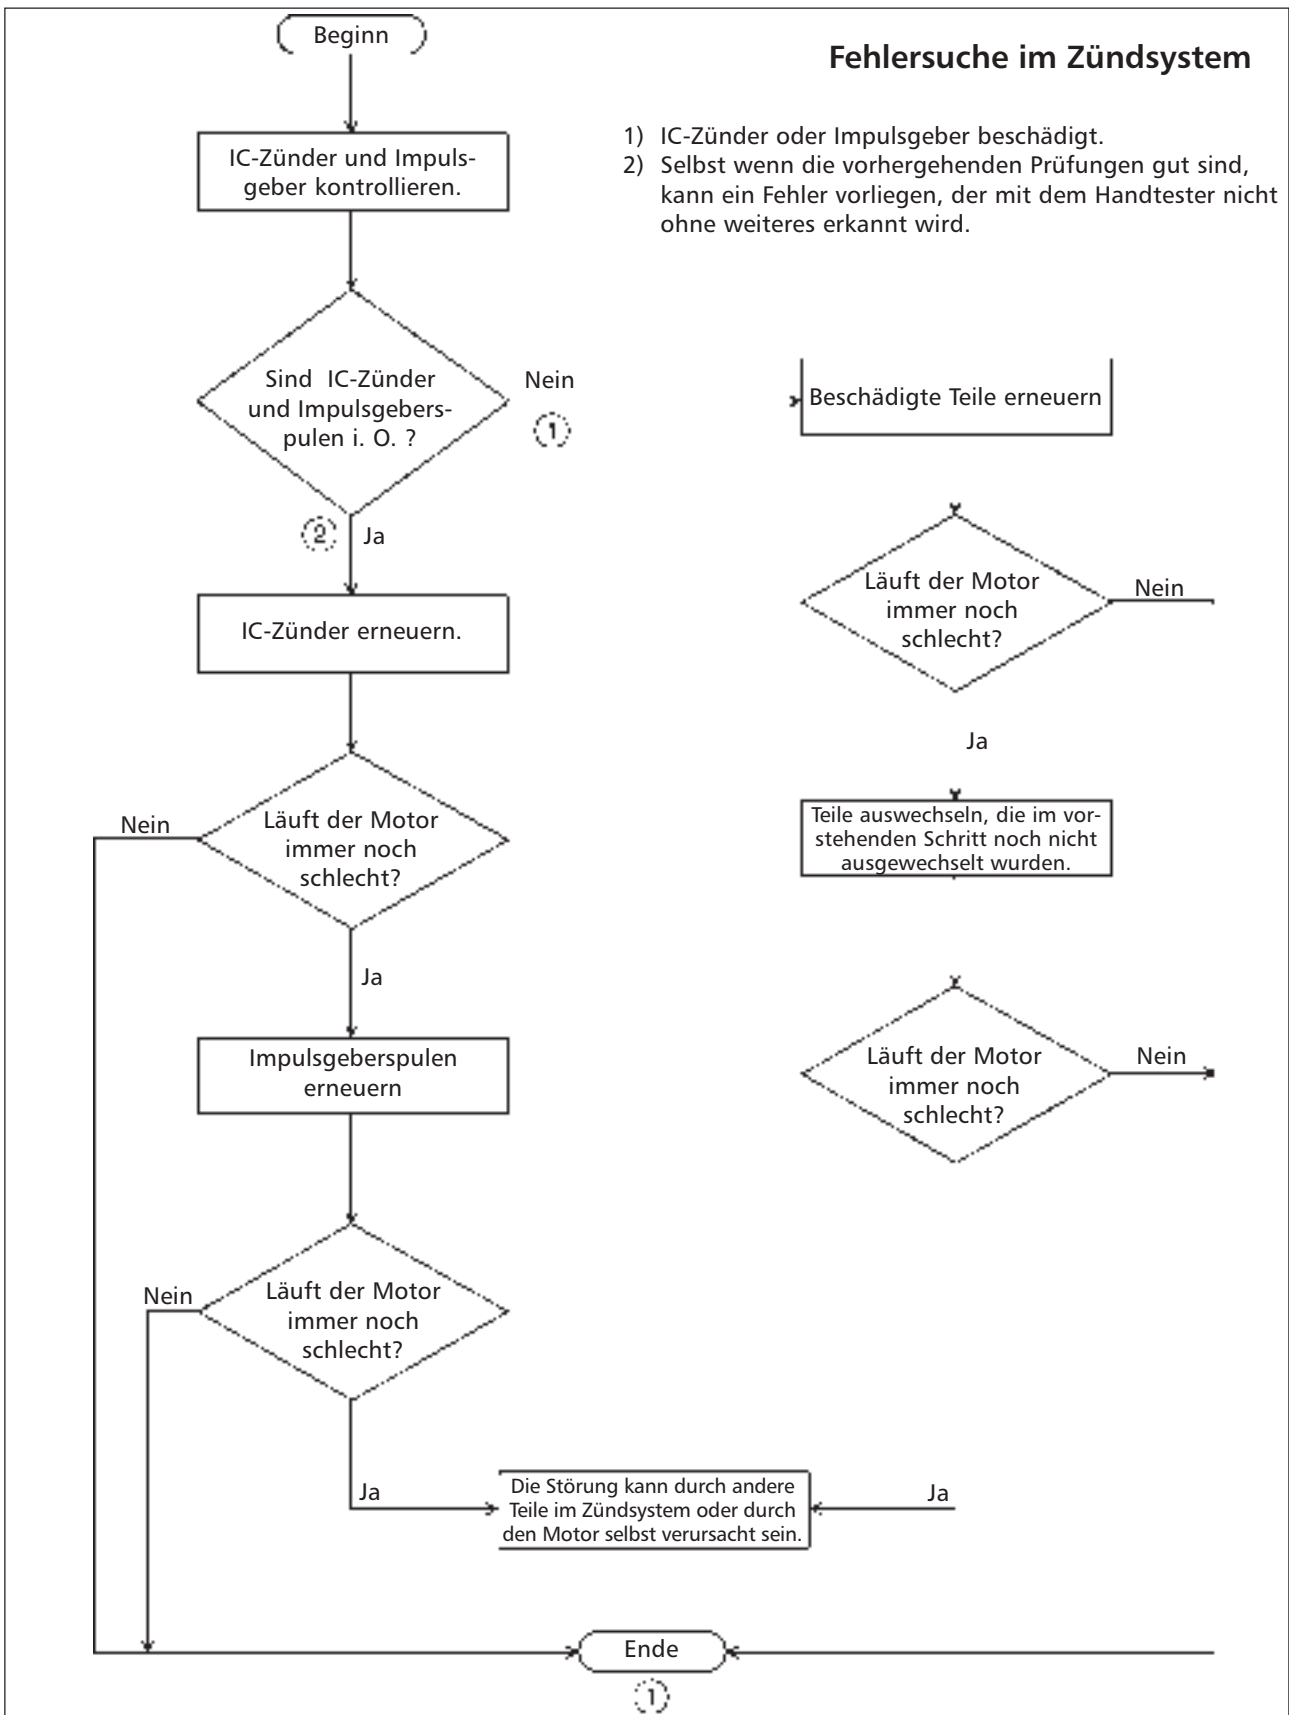 Beginn
Fehlersuche im Zündsystem
1) IC-Zünder oder Impulsgeber beschädigt.
2) Selbst wenn die vorhergehenden Prüfungen gut sind,
kann ein Fehler vorliegen, der mit dem Handtester nicht
ohne weiteres erkannt wird.
IC-Zünder und Impuls-
geber kontrollieren.
Sind IC-Zünder
und Impulsgebers-
pulen i. O. ?
Nein
1
2
Ja
IC-Zünder erneuern.
Läuft der Motor
immer noch
schlecht?
Nein
Ja
Impulsgeberspulen
erneuern
Läuft der Motor
immer noch
schlecht?
Nein
Ja
Beschädigte Teile erneuern
Läuft der Motor
immer noch
schlecht?
Nein
Ja
Teile auswechseln, die im vor-
stehenden Schritt noch nicht
ausgewechselt wurden.
Läuft der Motor
immer noch
schlecht?
Nein
Ja
Die Störung kann durch andere
Teile im Zündsystem oder durch
den Motor selbst verursacht sein.
Ende
1